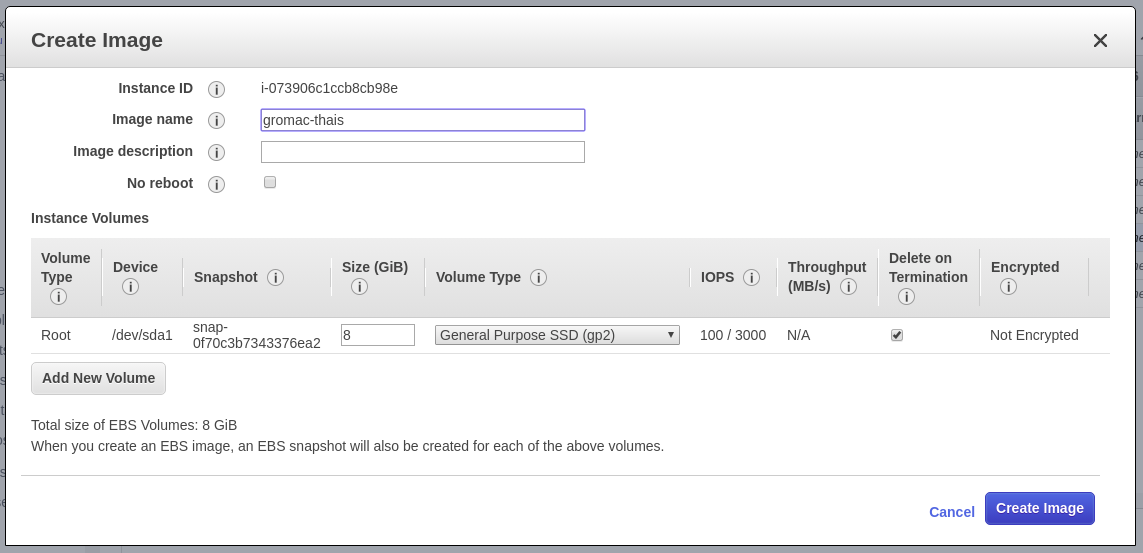 Create Image
Instance ID i-073906c1ccb8cb98e
Image name gromac-thais
Image description
No reboot
Instance Volumes
Volume Type Device Snapshot Size (GiB) Volume Type IOPS Throughput (MB/s) Delete on Termination Encrypted
Root /dev/sda1 snap-0f70c3b7343376ea2 8 General Purpose SSD (gp2) 100 / 3000 N/A Not Encrypted
Add New Volume
Total size of EBS Volumes: 8 GiB
When you create an EBS image, an EBS snapshot will also be created for each of the above volumes.
Cancel Create Image